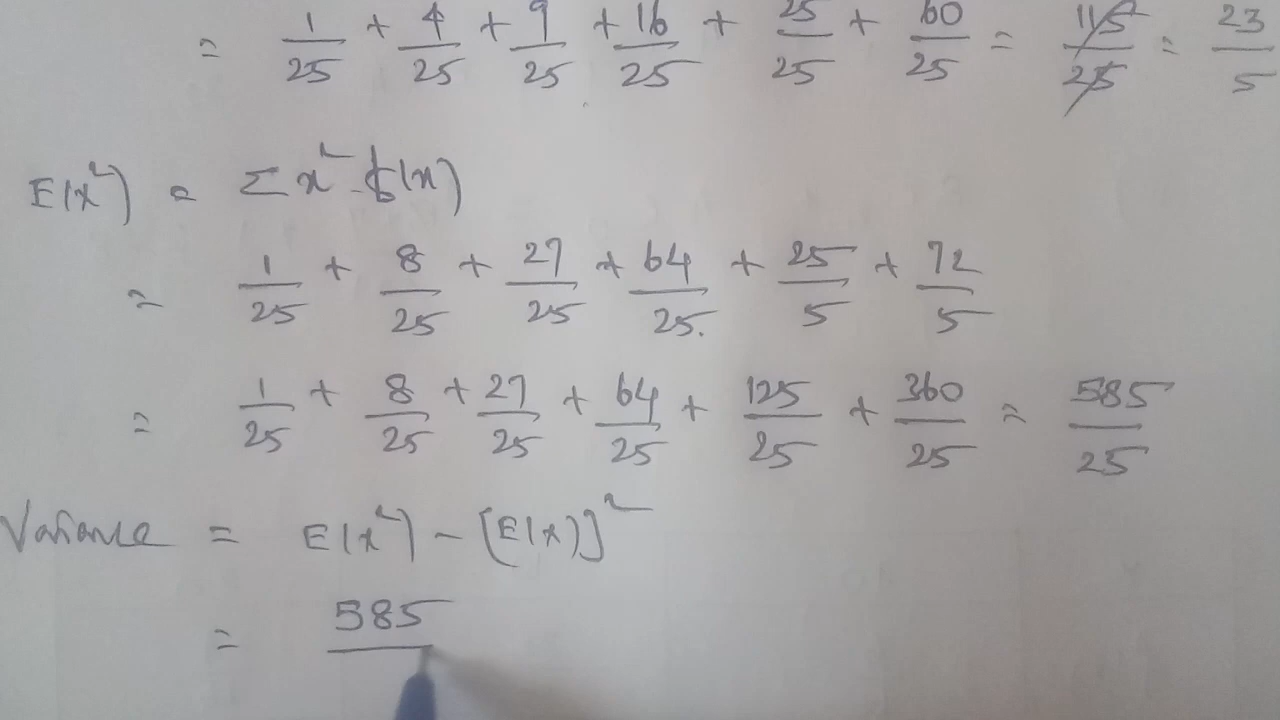 = 1/25 + 4/25 + 9/25 + 16/25 + 25/25 + 60/25 = 115/25 = 23/5
E(x²) = Σ x² . f(x)
= 1/25 + 8/25 + 27/25 + 64/25. + 25/5 + 72/5
= 1/25 + 8/25 + 27/25 + 64/25 + 125/25 + 360/25 = 585/25
Variance = E(x²) - [E(x)]²
= 585